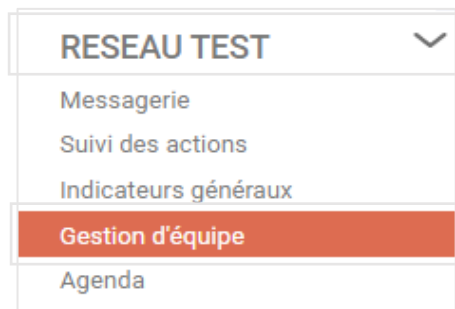 RESEAU TEST
Messagerie
Suivi des actions
Indicateurs généraux
Gestion d'équipe
Agenda